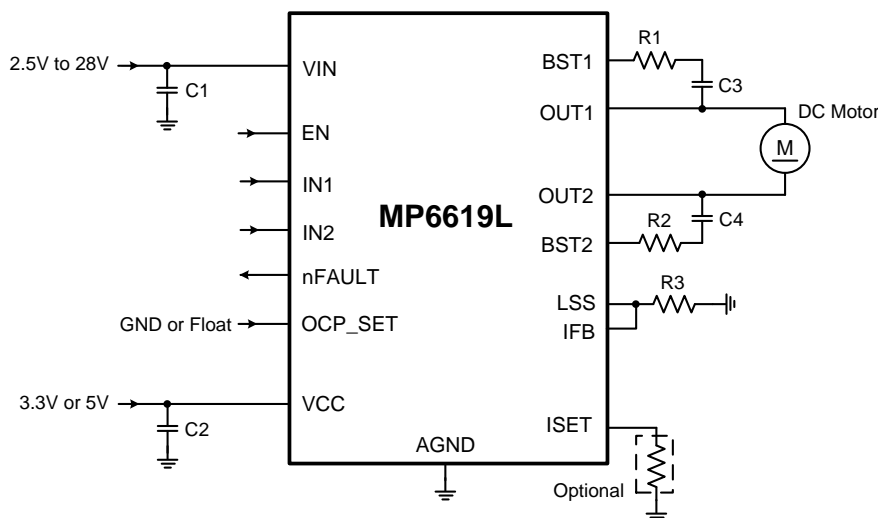 2.5V to 28V
C1
VIN
EN
IN1
IN2
nFAULT
GND or Float
OCP_SET
3.3V or 5V
C2
VCC
MP6619L
AGND
BST1
R1
C3
OUT1
DC Motor
M
OUT2
C4
R2
BST2
LSS
R3
IFB
ISET
Optional